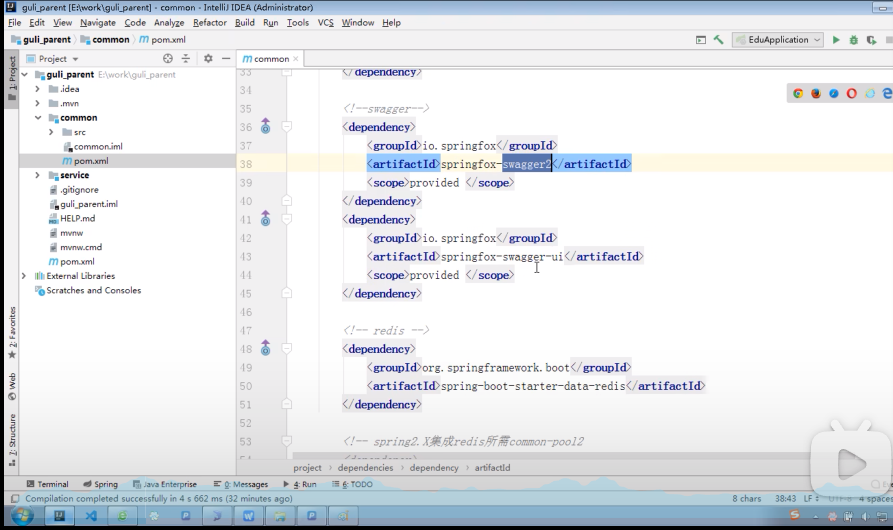 guli_parent [E:\work\guli_parent] - common - IntelliJ IDEA (Administrator)
File Edit View Navigate Code Analyze Refactor Build Run Tools VCS Window Help
guli_parent common pom.xml
EduApplication
1: Project
Project
common
guli_parent E:\work\guli_parent
.idea
.mvn
common
src
common.iml
pom.xml
service
.gitignore
guli_parent.iml
HELP.md
mvnw
mvnw.cmd
pom.xml
External Libraries
Scratches and Consoles
33 </dependency>
34
35 <!--swagger-->
36 <dependency>
37 <groupId>io.springfox</groupId>
38 <artifactId>springfox-swagger2</artifactId>
39 <scope>provided </scope>
40 </dependency>
41 <dependency>
42 <groupId>io.springfox</groupId>
43 <artifactId>springfox-swagger-ui</artifactId>
44 <scope>provided </scope>
45 </dependency>
46
47 <!-- redis -->
48 <dependency>
49 <groupId>org.springframework.boot</groupId>
50 <artifactId>spring-boot-starter-data-redis</artifactId>
51 </dependency>
52
53 <!-- spring2.X集成redis所需common-pool2
54 <dependency>
project dependencies dependency artifactId
2: Favorites
Web
Z: Structure
Terminal Spring Java Enterprise 0: Messages 4: Run 6: TODO
Compilation completed successfully in 4 s 662 ms (32 minutes ago)
8 chars 38:43 LF 4 spaces